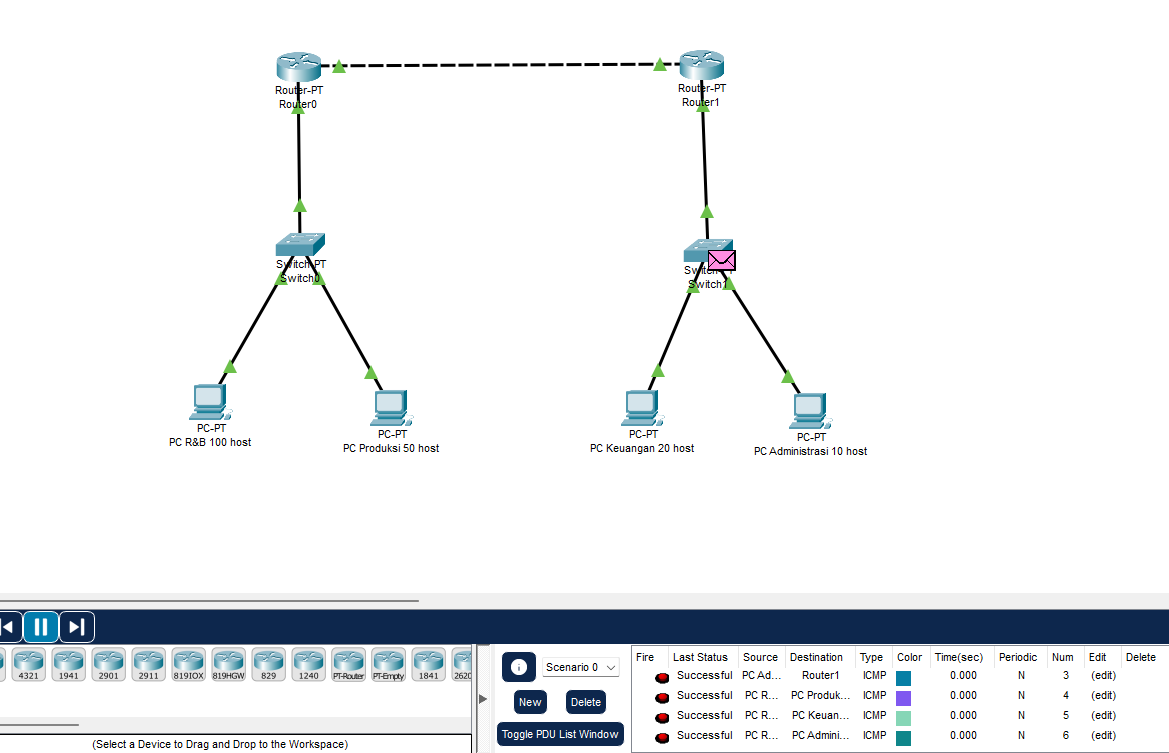 Router-PT
Router0
Router-PT
Router1
Switch-PT
Switch0
Switch1
PC-PT
PC R&B 100 host
PC-PT
PC Produksi 50 host
PC-PT
PC Keuangan 20 host
PC-PT
PC Administrasi 10 host
4321
1941
2901
2911
819IOX
819HGW
829
1240
PT-Router
PT-Empty
1841
2620
(Select a Device to Drag and Drop to the Workspace)
Scenario 0
New
Delete
Toggle PDU List Window
Fire Last Status Source Destination Type Color Time(sec) Periodic Num Edit Delete
Successful PC Ad... Router1 ICMP 0.000 N 3 (edit)
Successful PC R... PC Produk... ICMP 0.000 N 4 (edit)
Successful PC R... PC Keuan... ICMP 0.000 N 5 (edit)
Successful PC R... PC Admini... ICMP 0.000 N 6 (edit)